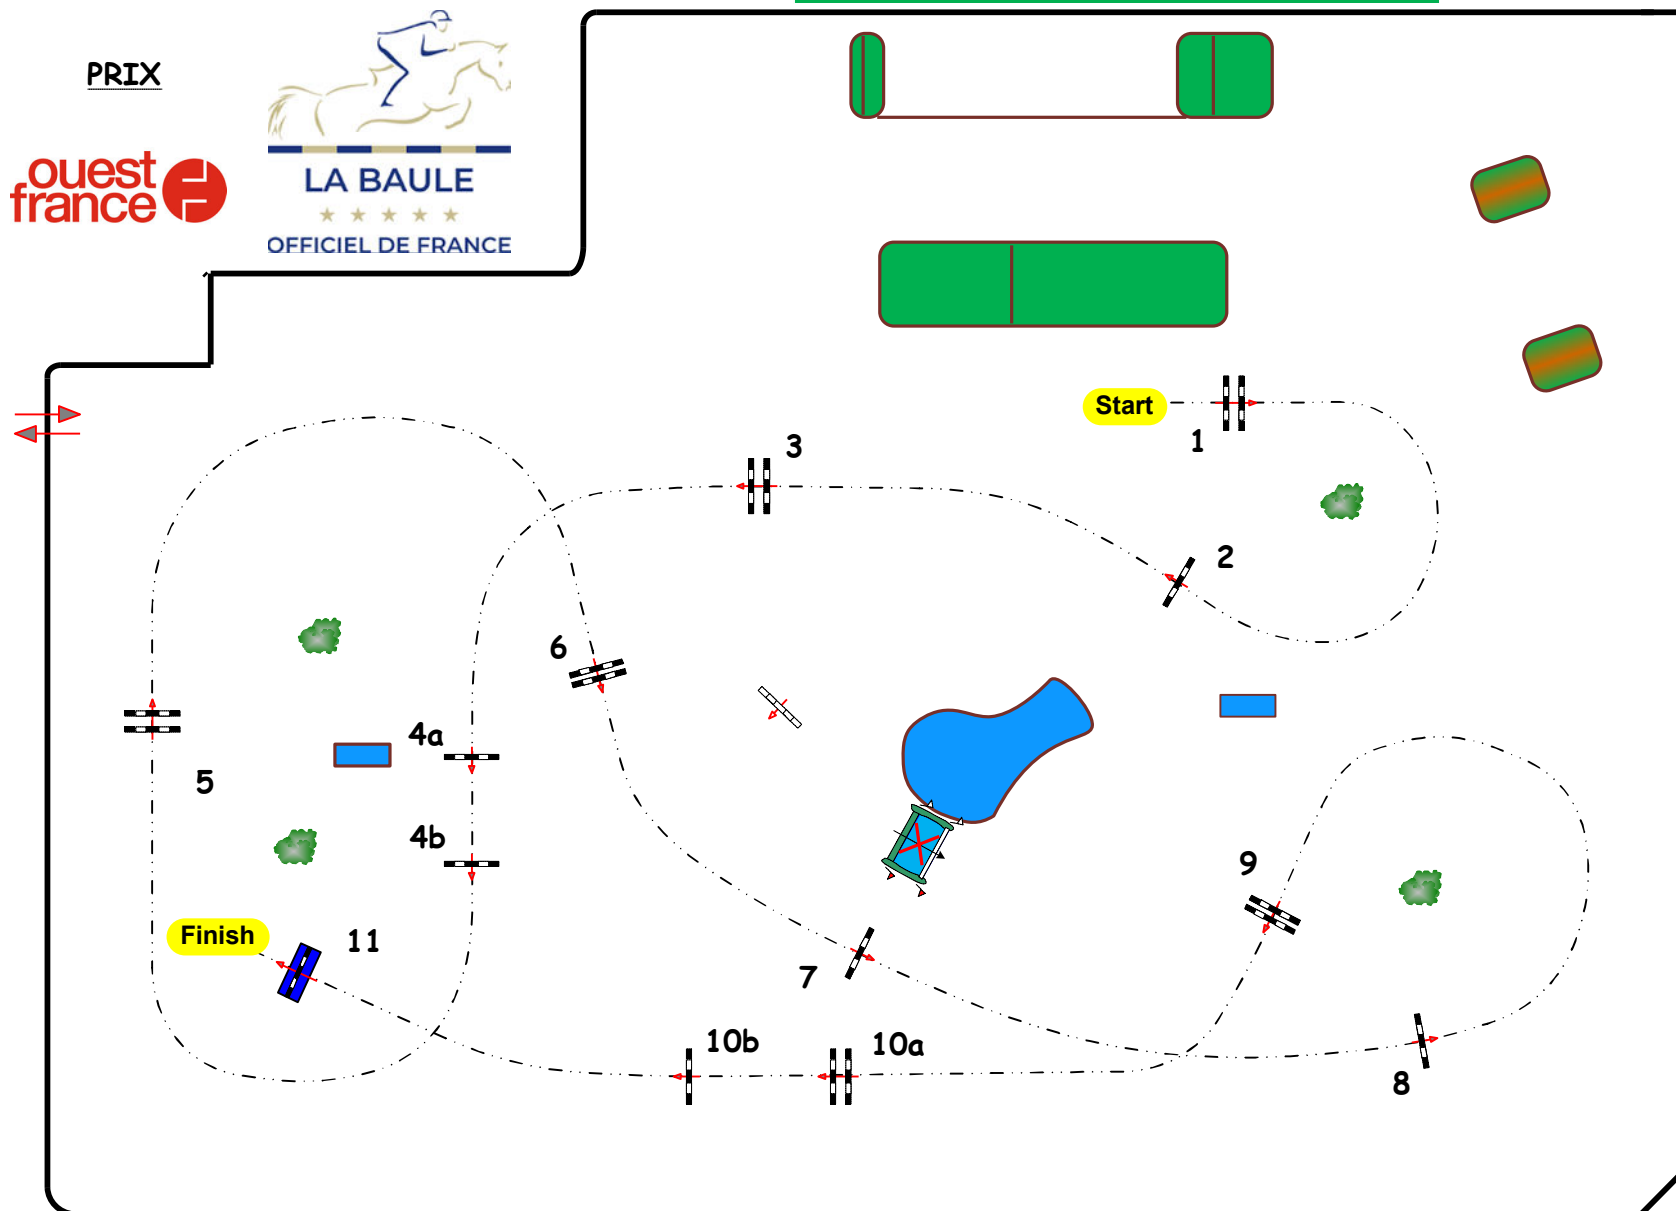 PRIX
ouest
france
LA BAULE
OFFICIEL DE FRANCE
Start
1
3
2
6
4a
5
4b
9
Finish
11
7
10b
10a
8